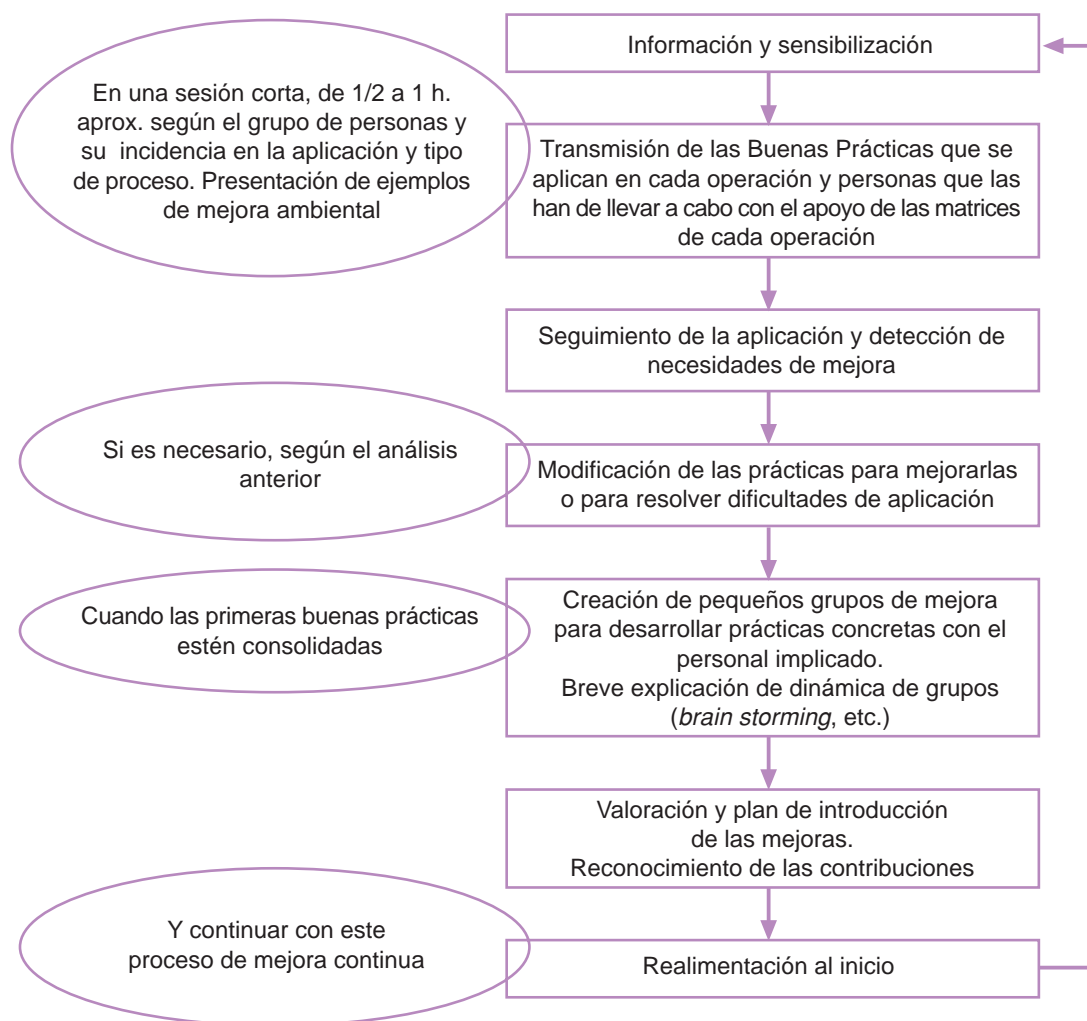 Información y sensibilización
En una sesión corta, de 1/2 a 1 h.
aprox. según el grupo de personas y
su incidencia en la aplicación y tipo
de proceso. Presentación de ejemplos
de mejora ambiental
Transmisión de las Buenas Prácticas que se
aplican en cada operación y personas que las
han de llevar a cabo con el apoyo de las matrices
de cada operación
Seguimiento de la aplicación y detección de
necesidades de mejora
Si es necesario, según el análisis
anterior
Modificación de las prácticas para mejorarlas
o para resolver dificultades de aplicación
Cuando las primeras buenas prácticas
estén consolidadas
Creación de pequeños grupos de mejora
para desarrollar prácticas concretas con el
personal implicado.
Breve explicación de dinámica de grupos
(brain storming, etc.)
Valoración y plan de introducción
de las mejoras.
Reconocimiento de las contribuciones
Y continuar con este
proceso de mejora continua
Realimentación al inicio